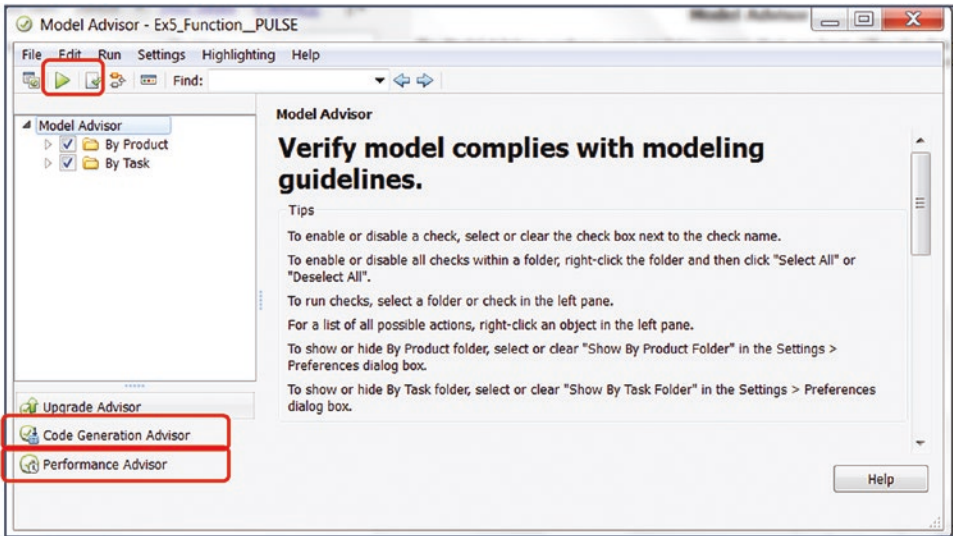 Model Advisor - Ex5_Function__PULSE
File Edit Run Settings Highlighting Help
Find:
Model Advisor
By Product
By Task
Model Advisor
Verify model complies with modeling
guidelines.
Tips
To enable or disable a check, select or clear the check box next to the check name.
To enable or disable all checks within a folder, right-click the folder and then click "Select All" or
"Deselect All".
To run checks, select a folder or check in the left pane.
For a list of all possible actions, right-click an object in the left pane.
To show or hide By Product folder, select or clear "Show By Product Folder" in the Settings >
Preferences dialog box.
To show or hide By Task folder, select or clear "Show By Task Folder" in the Settings > Preferences
dialog box.
Upgrade Advisor
Code Generation Advisor
Performance Advisor
Help